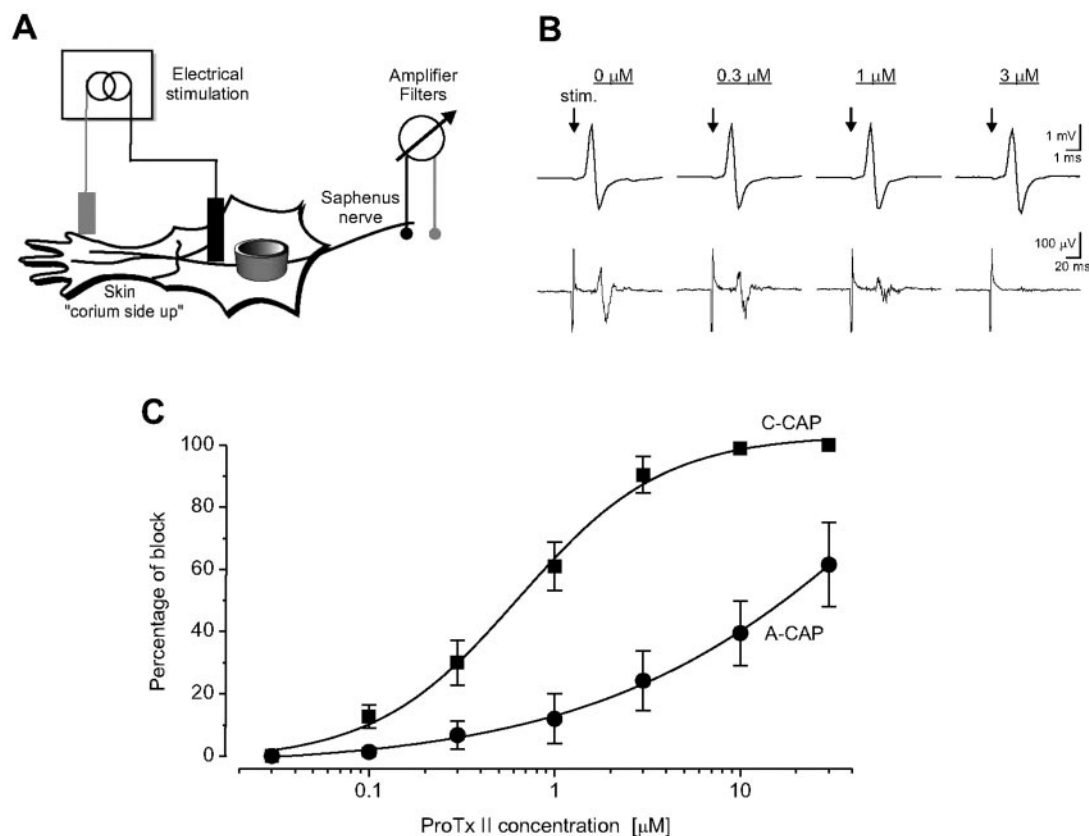 A
Electrical
stimulation
Amplifier
Filters
Saphenus
nerve
Skin
"corium side up"
B
0 µM 0.3 µM 1 µM 3 µM
stim.
1 mV
1 ms
100 µV
20 ms
C
C-CAP
A-CAP
100
80
60
40
20
0
Percentage of block
0.1 1 10
ProTx II concentration [µM]